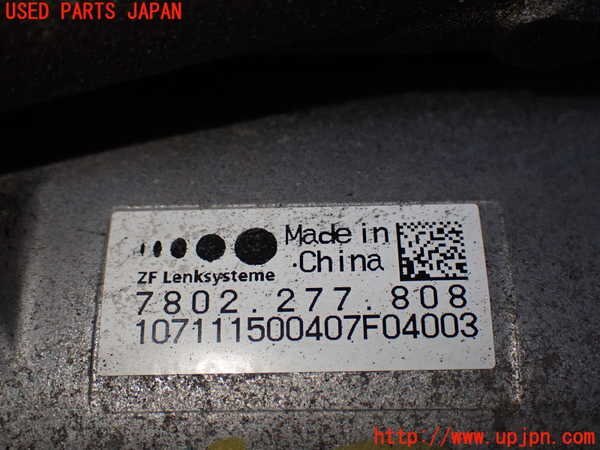 USED PARTS JAPAN
Made in
China
ZF Lenksysteme
7802.277.808
107111500407F04003
http://www.upjpn.com/